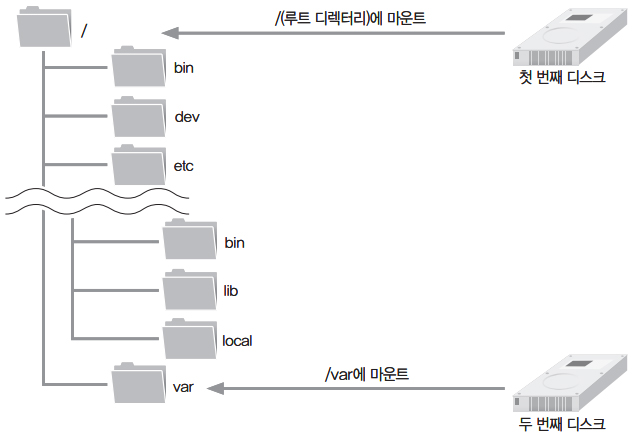 /(루트 디렉터리)에 마운트
/
첫 번째 디스크
bin
dev
etc
bin
lib
local
/var에 마운트
var
두 번째 디스크